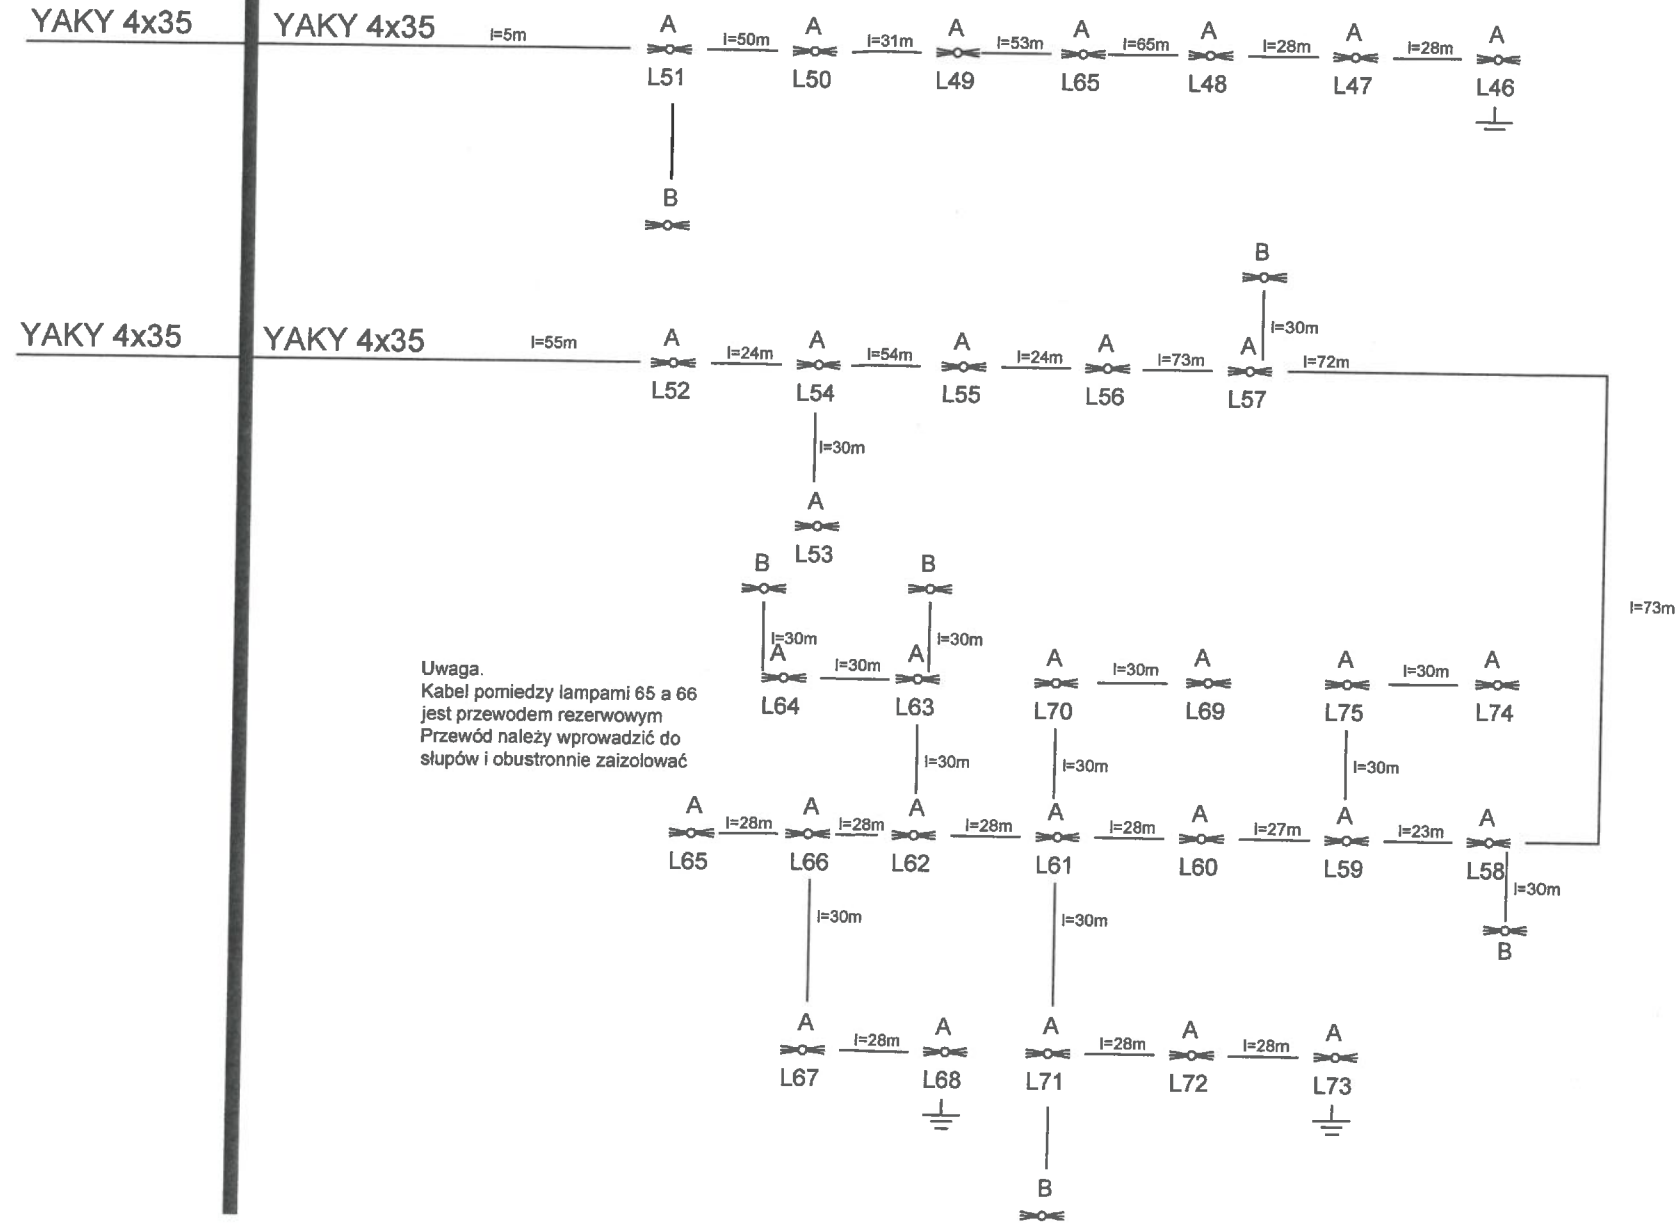 YAKY 4x35
YAKY 4x35
l=5m
A
l=50m
A
l=31m
A
l=53m
A
l=65m
A
l=28m
A
l=28m
A
L51
L50
L49
L65
L48
L47
L46
B
B
l=30m
YAKY 4x35
YAKY 4x35
l=55m
A
l=24m
A
l=54m
A
l=24m
A
l=73m
A
l=72m
L52
L54
L55
L56
L57
l=30m
A
L53
l=73m
B
B
l=30m
l=30m
A
l=30m
A
A
l=30m
A
A
l=30m
A
L64
L63
L70
L69
L75
L74
Uwaga.
Kabel pomiedzy lampami 65 a 66
jest przewodem rezerwowym
Przewód należy wprowadzić do
słupów i obustronnie zaizolować
l=30m
l=30m
l=30m
A
l=28m
A
l=28m
A
l=28m
A
l=28m
A
l=27m
A
l=23m
A
L65
L66
L62
L61
L60
L59
L58
l=30m
B
l=30m
l=30m
A
l=28m
A
A
l=28m
A
l=28m
A
L67
L68
L71
L72
L73
B